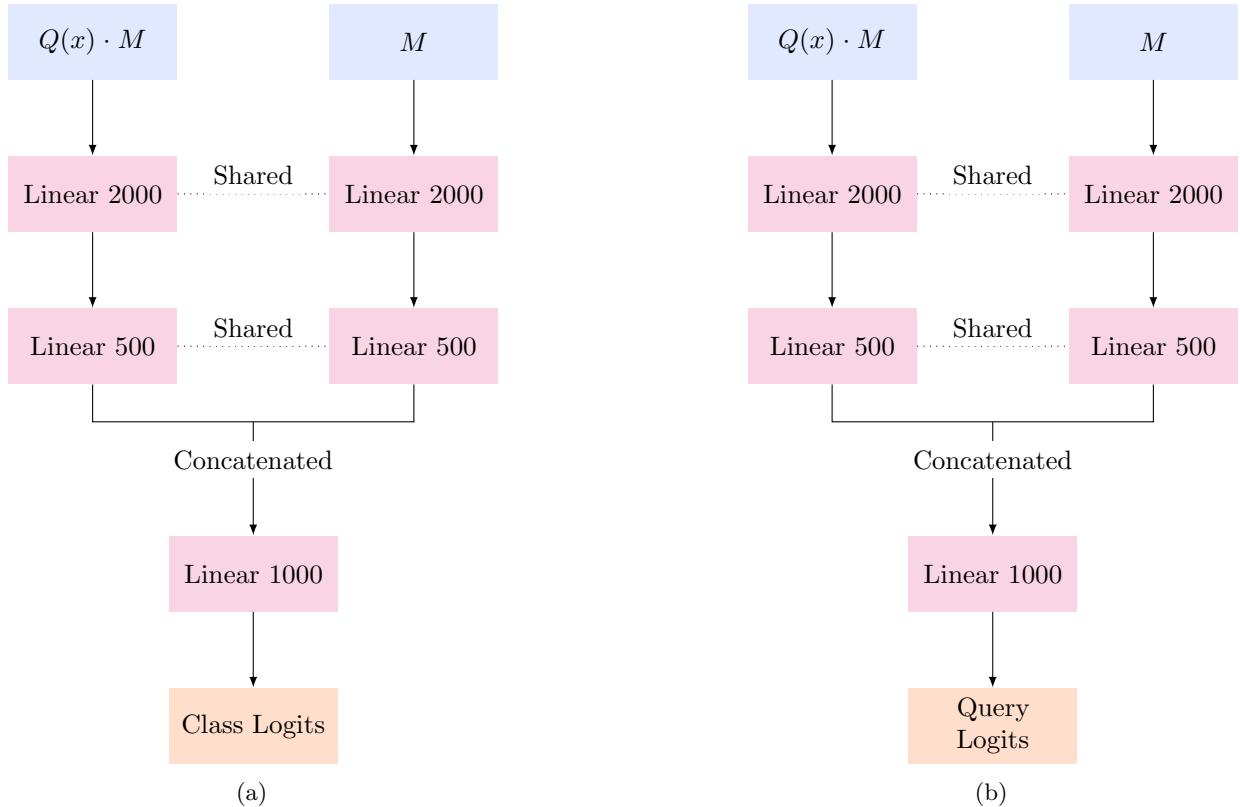 Q(x) · M
M
Linear 2000
Shared
Linear 2000
Linear 500
Shared
Linear 500
Concatenated
Linear 1000
Class Logits
(a)
Q(x) · M
M
Linear 2000
Shared
Linear 2000
Linear 500
Shared
Linear 500
Concatenated
Linear 1000
Query
Logits
(b)